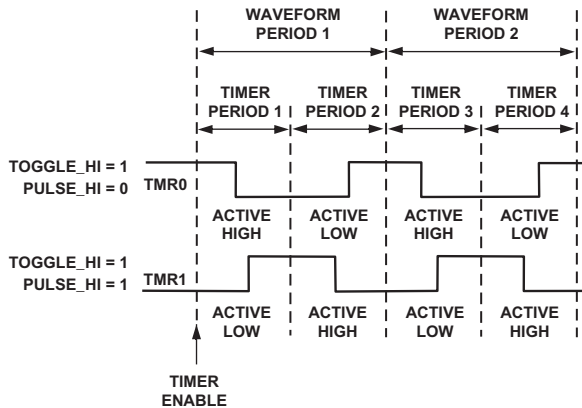 WAVEFORM
PERIOD 1
WAVEFORM
PERIOD 2
TIMER
PERIOD 1
TIMER
PERIOD 2
TIMER
PERIOD 3
TIMER
PERIOD 4
TOGGLE_HI = 1
PULSE_HI = 0
TMR0
ACTIVE
HIGH
ACTIVE
LOW
ACTIVE
HIGH
ACTIVE
LOW
TOGGLE_HI = 1
PULSE_HI = 1
TMR1
ACTIVE
LOW
ACTIVE
HIGH
ACTIVE
LOW
ACTIVE
HIGH
TIMER
ENABLE